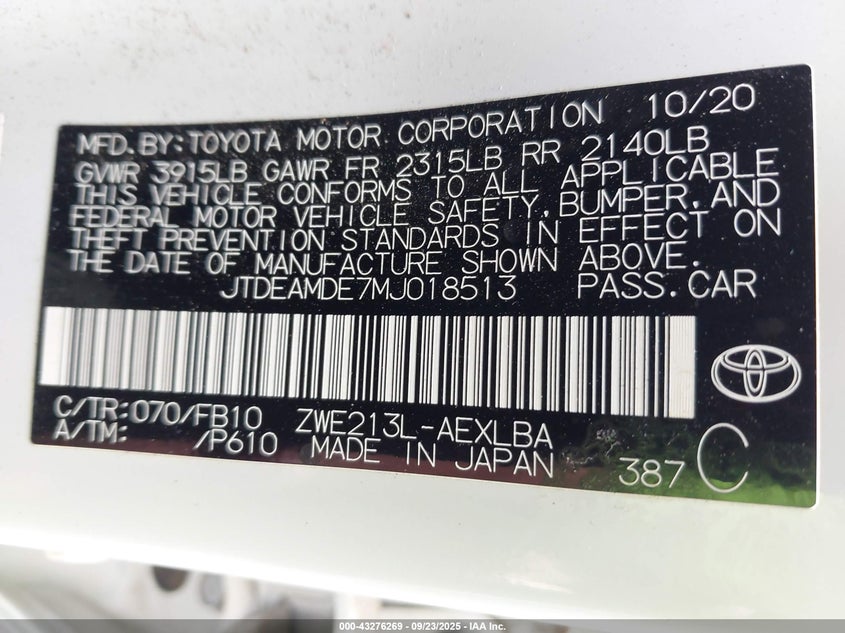 10/20
MFD. BY:TOYOTA MOTOR CORPORATION
GVWR 3915LB GAWR FR 2315LB RR 2140LB
THIS VEHICLE CONFORMS TO ALL APPLICABLE
FEDERAL MOTOR VEHICLE SAFETY, BUMPER, AND
THEFT PREVENTION STANDARDS IN EFFECT ON
THE DATE OF MANUFACTURE SHOWN ABOVE.
JTDEAMDE7MJ018513 PASS.CAR
C/TR:070/FB10 ZWE213L-AEXLBA
A/TM: /P610 MADE IN JAPAN 387 C
000-43276269 - 09/23/2025 - IAA Inc.